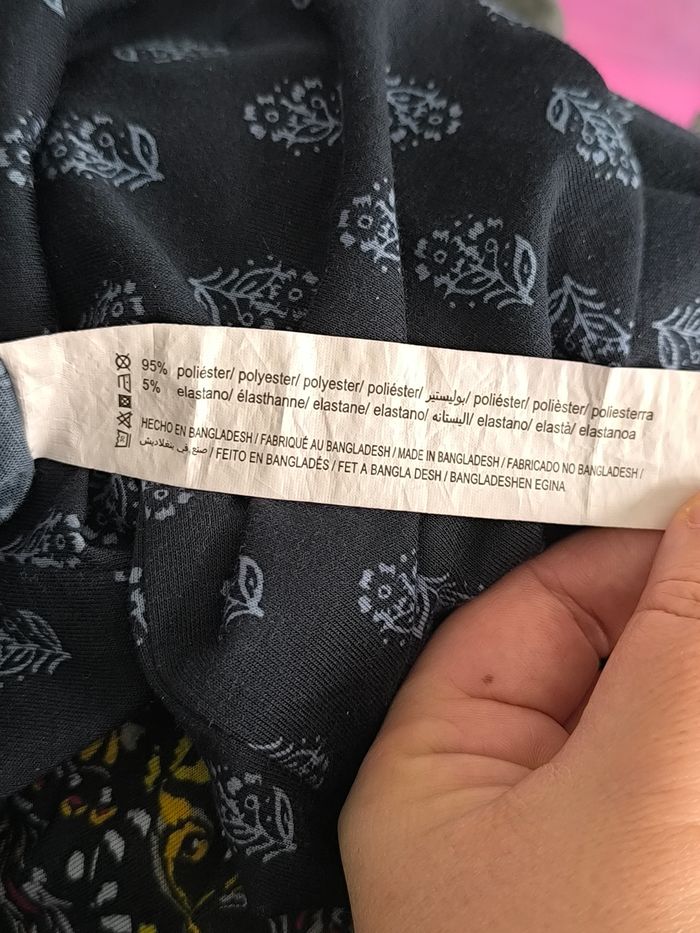 95% poliéster/ polyester/ polyester/ poliéster/ بوليستير/ poliéster/ polièster/ poliesterra
5% elastano/ élasthanne/ elastane/ elastano/ اليستانه/ elastano/ elastà/ elastanoa
HECHO EN BANGLADESH / FABRIQUÉ AU BANGLADESH / MADE IN BANGLADESH / FABRICADO NO BANGLADESH /
صنع في بنغلاديش / FEITO EN BANGLADÉS / FET A BANGLA DESH / BANGLADESHEN EGINA